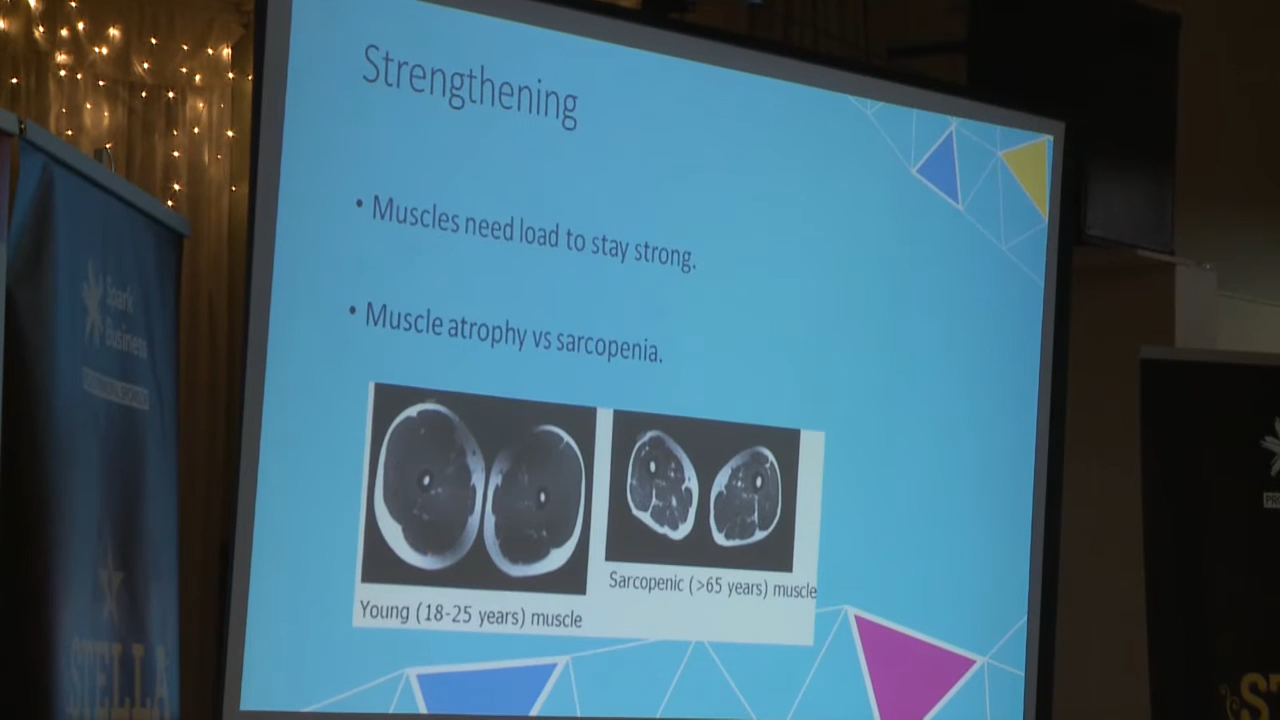 Strengthening
• Muscles need load to stay strong.
• Muscle atrophy vs sarcopenia.
Young (18-25 years) muscle
Sarcopenic (>65 years) muscle
Spark
Business
STELLA